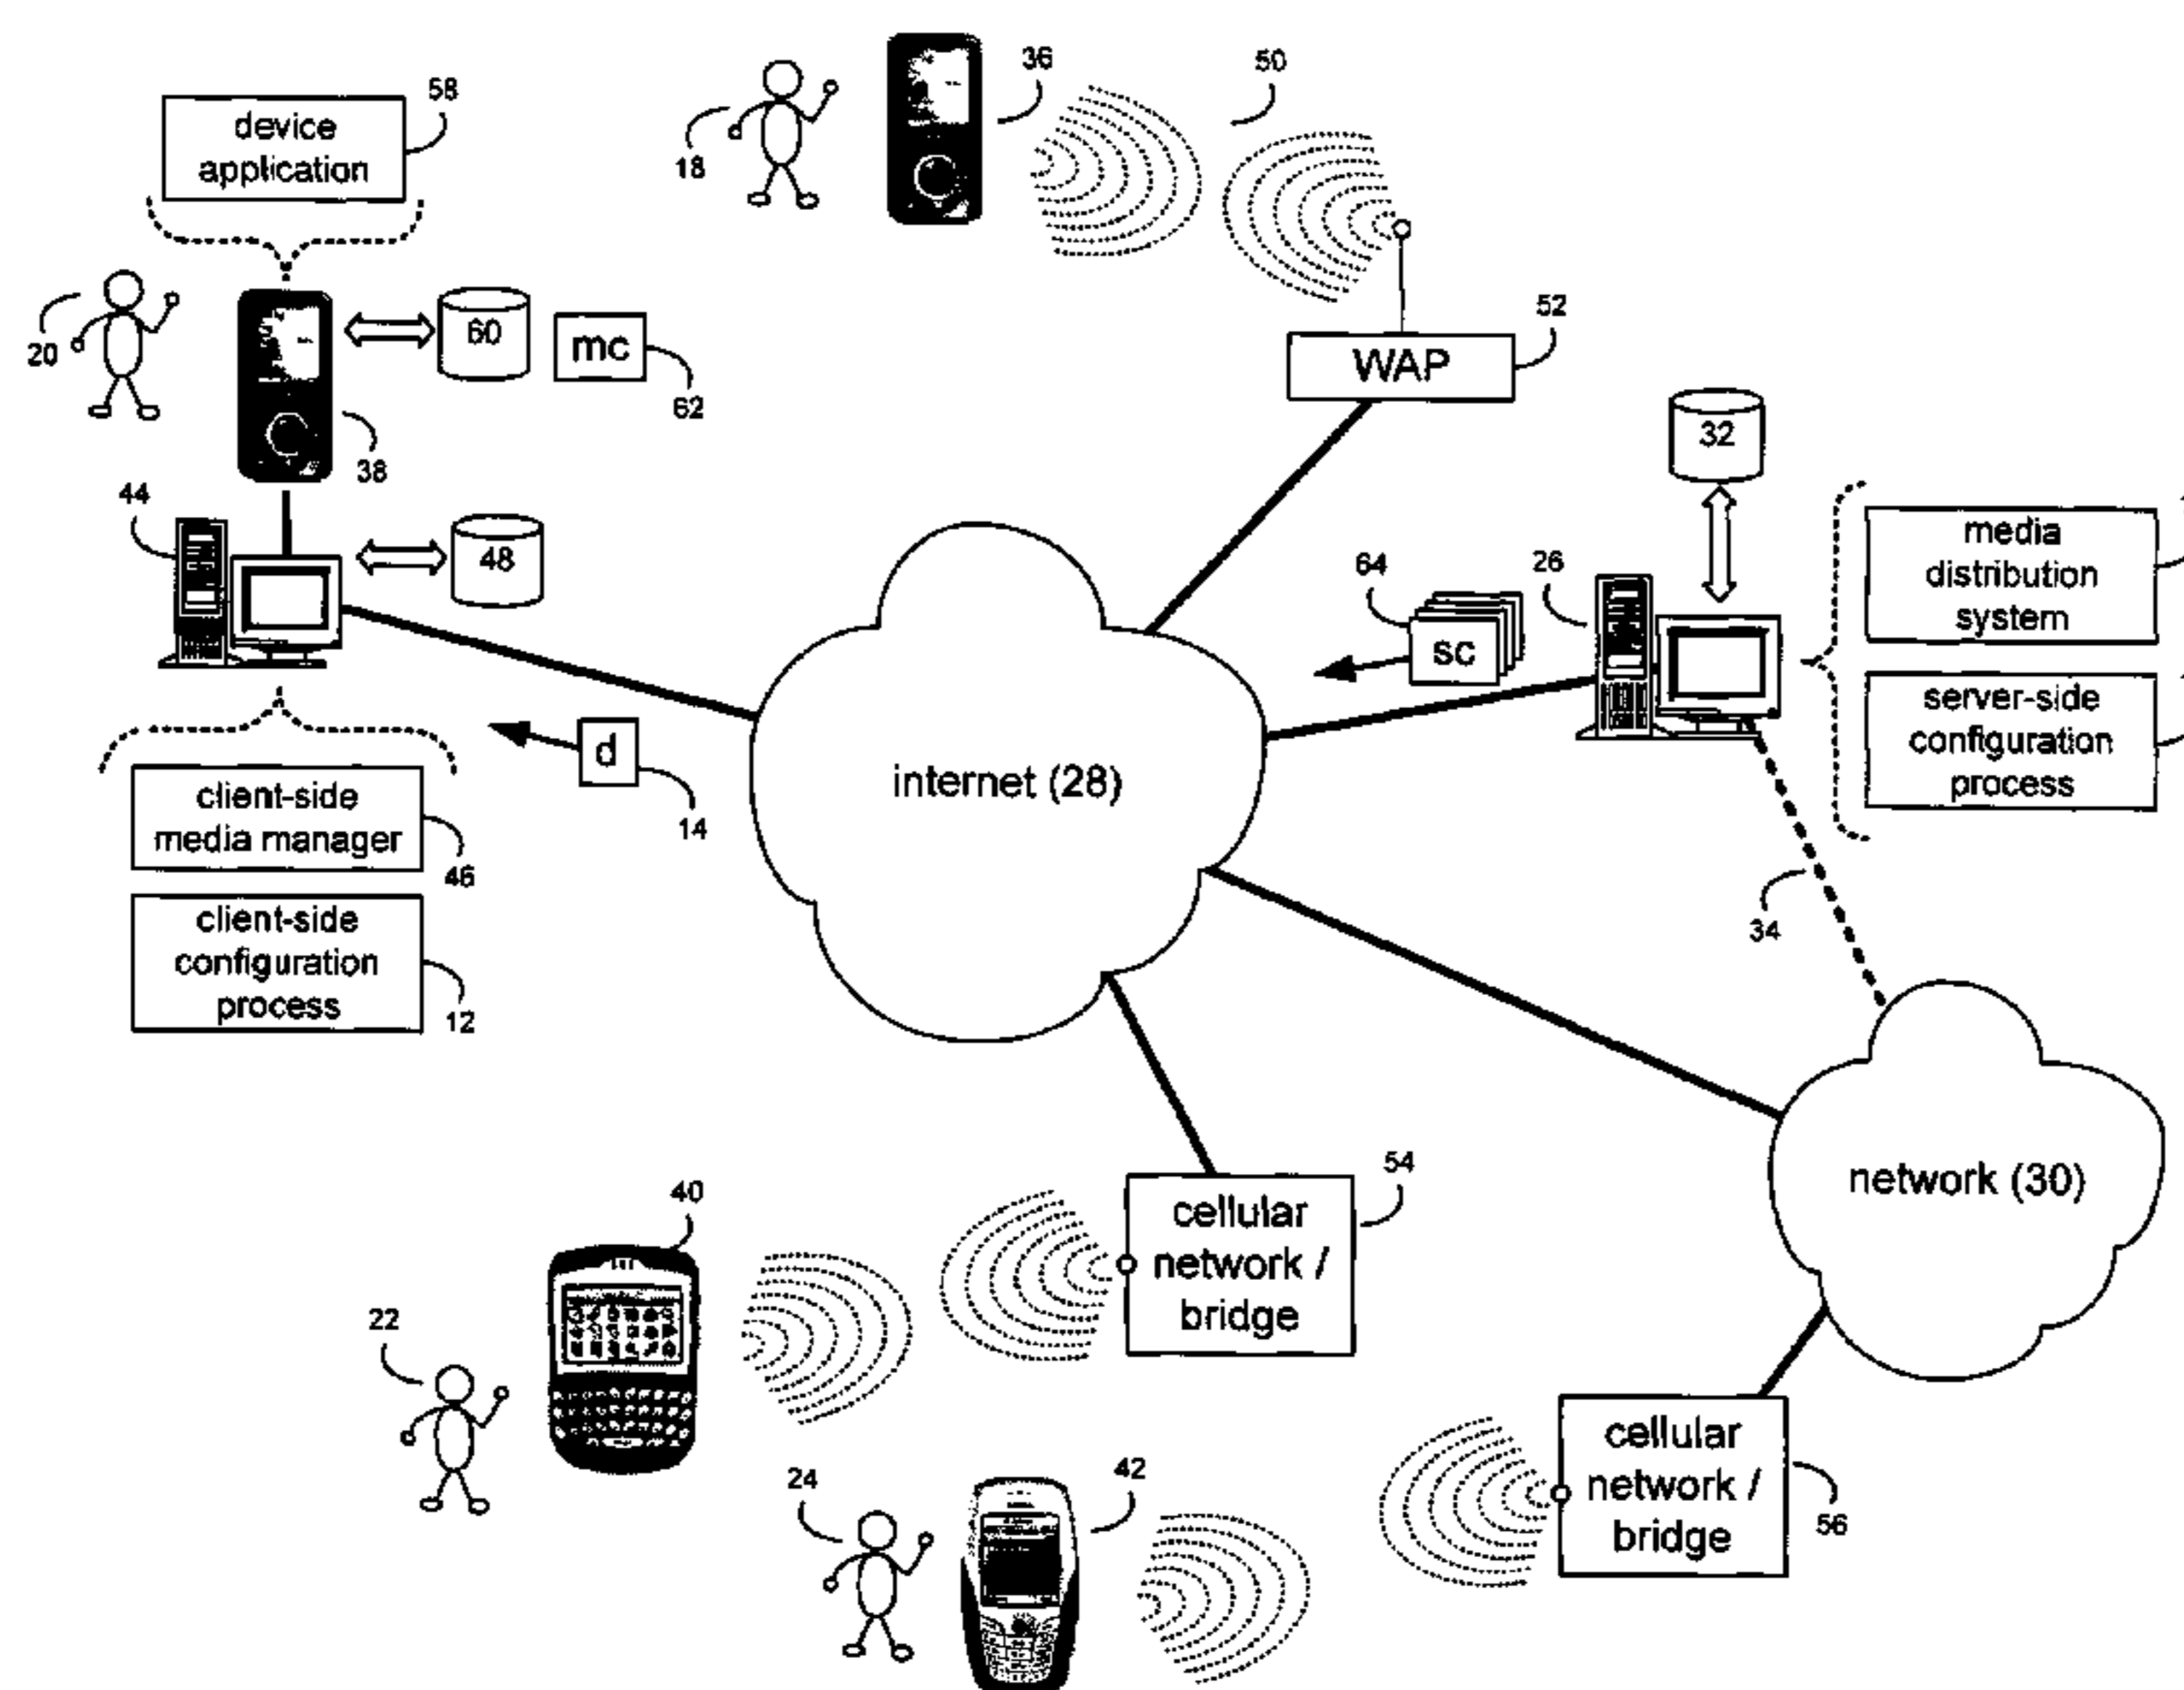 58
device
application
18
36
50
20
60
mc
62
38
52
WAP
32
44
48
64
sc
26
media
distribution
system
server-side
configuration
process
d
14
internet (28)
client-side
media manager
46
client-side
configuration
process
12
34
network (30)
54
cellular
network /
bridge
40
22
24
42
cellular
network /
bridge
56